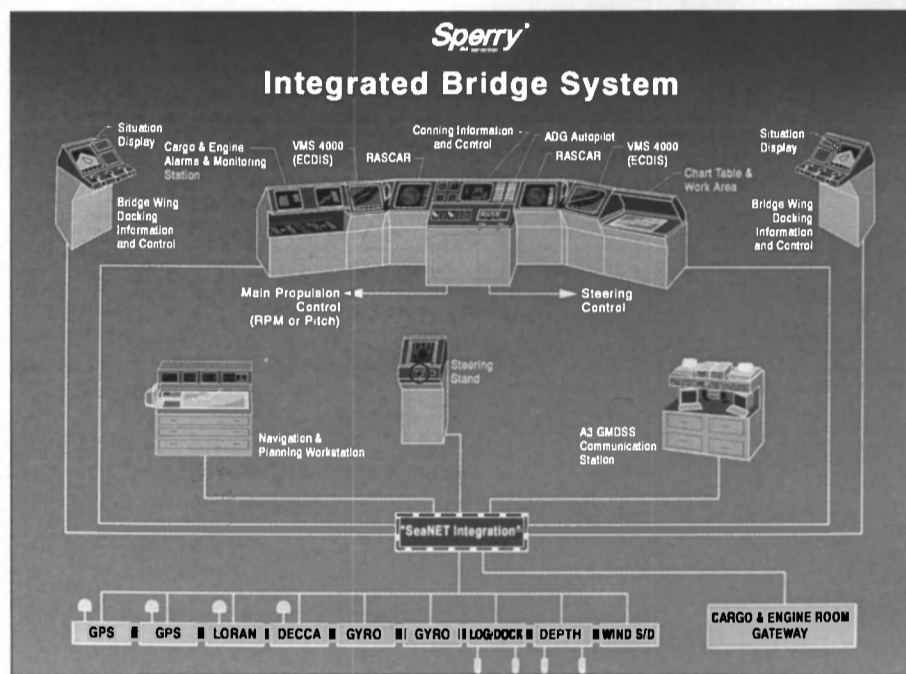 Sperry
Integrated Bridge System
Situation
Display
Cargo & Engine
Alarms & Monitoring
Station
VMS 4000
(ECDIS)
RASCAR
Conning Information
and Control
ADG Autopilot
RASCAR
VMS 4000
(ECDIS)
Chart Table &
Work Area
Situation
Display
Bridge Wing
Docking
Information
and Control
Bridge Wing
Docking
Information
and Control
Main Propulsion
Control
(RPM or Pitch)
Steering
Control
Steering
Stand
Navigation &
Planning Workstation
A3 GMDSS
Communication
Station
"SeaNET Integration"
GPS
GPS
LORAN
DECCA
GYRO
GYRO
LOG/DOCK
DEPTH
WIND S/D
CARGO & ENGINE ROOM
GATEWAY